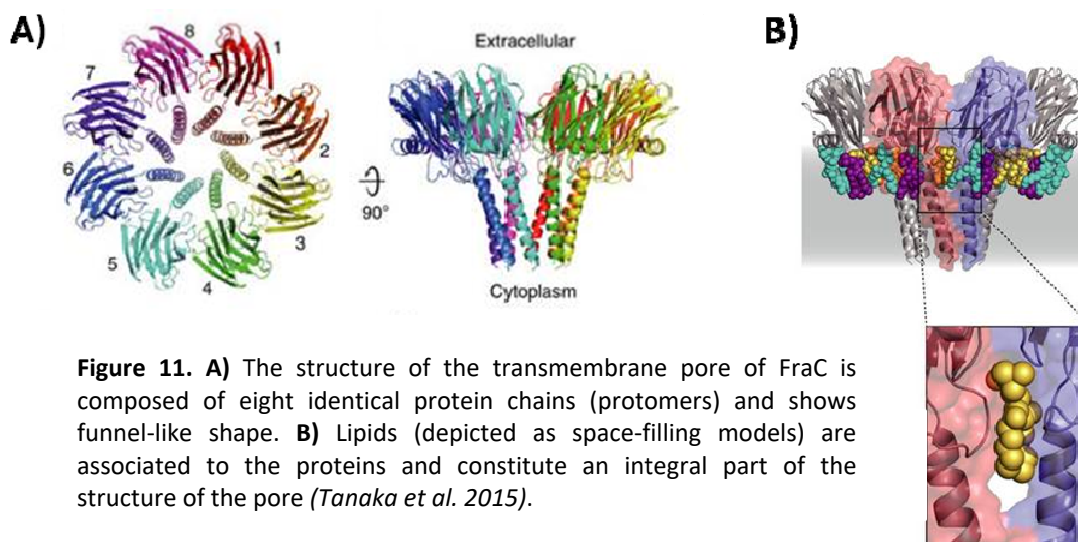 A)
B)
8
1
7
2
6
3
5
4
90°
Extracellular
Cytoplasm
Figure 11. A) The structure of the transmembrane pore of FraC is
composed of eight identical protein chains (protomers) and shows
funnel-like shape. B) Lipids (depicted as space-filling models) are
associated to the proteins and constitute an integral part of the
structure of the pore (Tanaka et al. 2015).